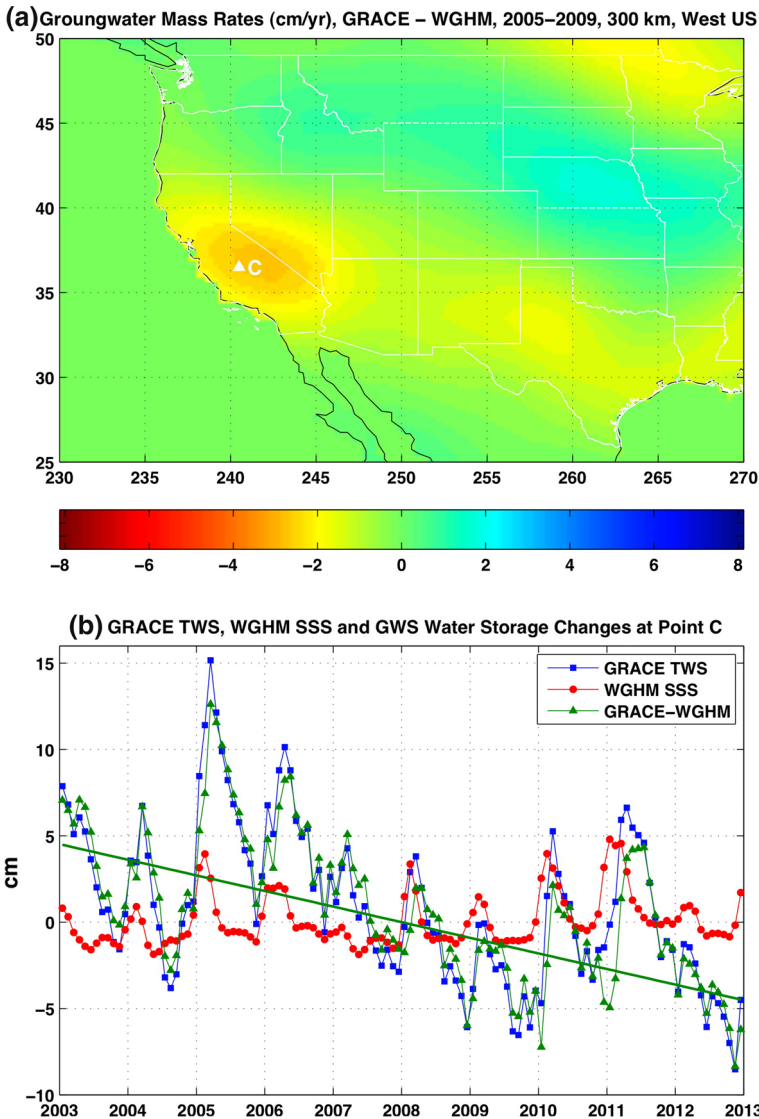 (a) Groungwater Mass Rates (cm/yr), GRACE – WGHM, 2005–2009, 300 km, West US
50
45
40
35
30
25
C
230 235 240 245 250 255 260 265 270
−8 −6 −4 −2 0 2 4 6 8
(b) GRACE TWS, WGHM SSS and GWS Water Storage Changes at Point C
15
10
5
0
−5
−10
cm
GRACE TWS
WGHM SSS
GRACE−WGHM
2003 2004 2005 2006 2007 2008 2009 2010 2011 2012 2013